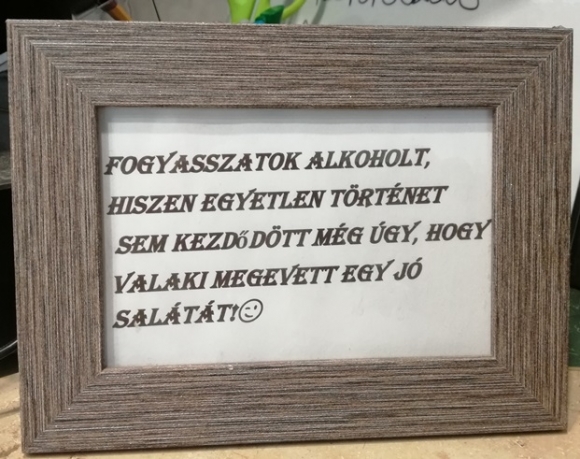 FOGYASSZATOK ALKOHOLT,
HISZEN EGYETLEN TÖRTÉNET
SEM KEZDŐDÖTT MÉG ÚGY, HOGY
VALAKI MEGEVETT EGY JÓ
SALÁTÁT!😉